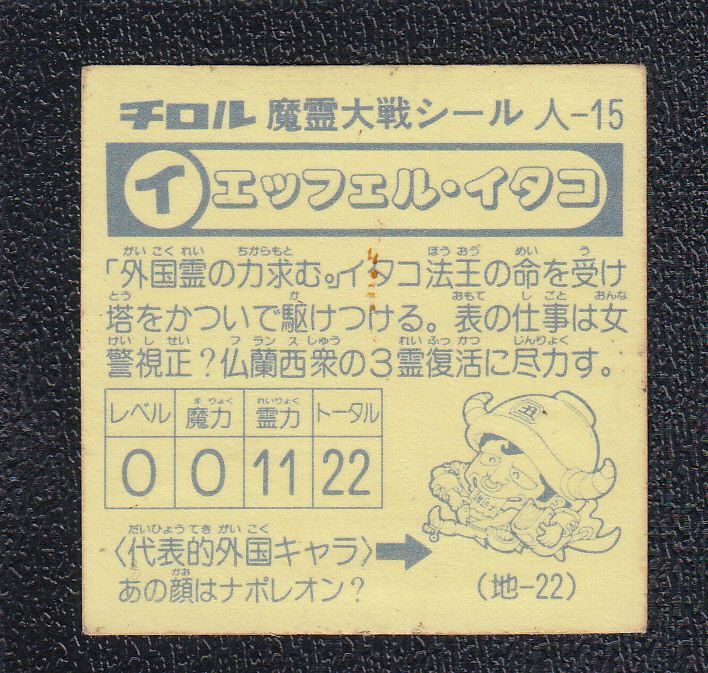 チロル 魔霊大戦シール 人-15
イ エッフェル・イタコ
がいこくれい ちからもと ほうおう めい う
「外国霊の力求む。」イタコ法王の命を受け
とう か おもて しごと おんな
塔をかついで駆けつける。表の仕事は女
けいしせい フランスしゅう れいふっかつ じんりょく
警視正?仏蘭西衆の3霊復活に尽力す。
まりょく れいりょく
レベル 魔力 霊力 トータル
0 0 11 22
丑
だいひょうてきがいこく
〈代表的外国キャラ〉
かお
あの顔はナポレオン?
(地-22)